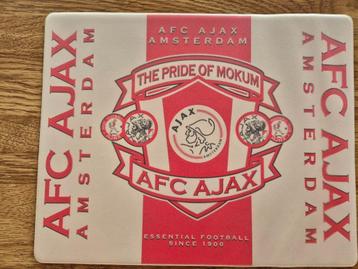 AFC AJAX
AMSTERDAM
AFC AJAX
AMSTERDAM
THE PRIDE OF MOKUM
AJAX
AMSTERDAM
AFC AJAX
ESSENTIAL FOOTBALL
SINCE 1900
AFC AJAX
AMSTERDAM